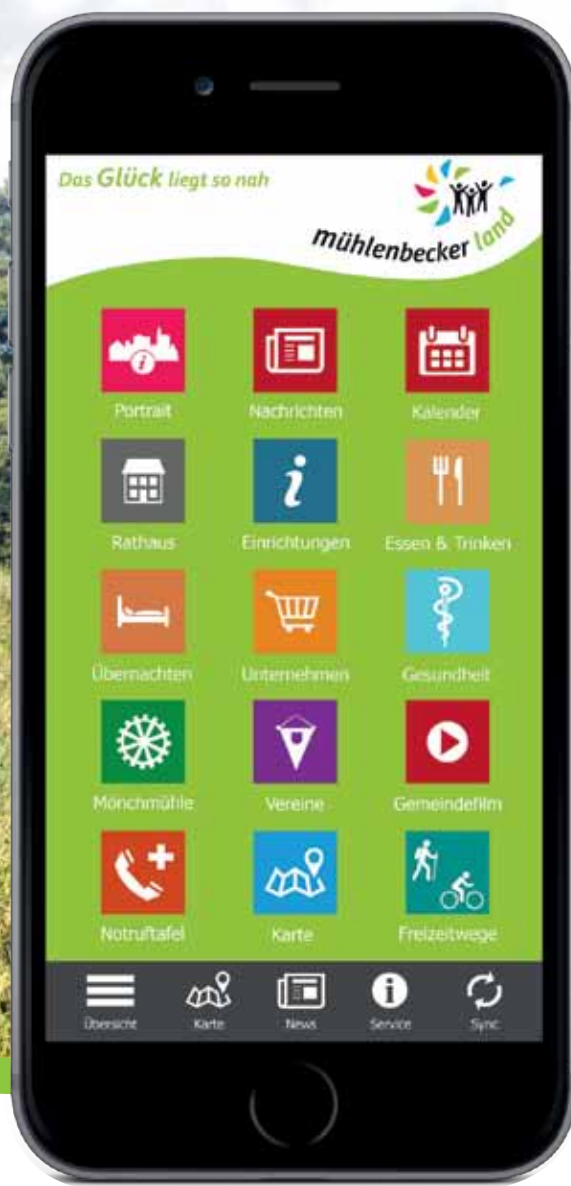 Das Glück liegt so nah
mühlenbecker land
Portrait
Nachrichten
Kalender
Rathaus
Einrichtungen
Essen & Trinken
Übernachten
Unternehmen
Gesundheit
Mönchmühle
Vereine
Gemeindefilm
Notruftafel
Karte
Freizeitwege
Übersicht
Karte
News
Service
Sync